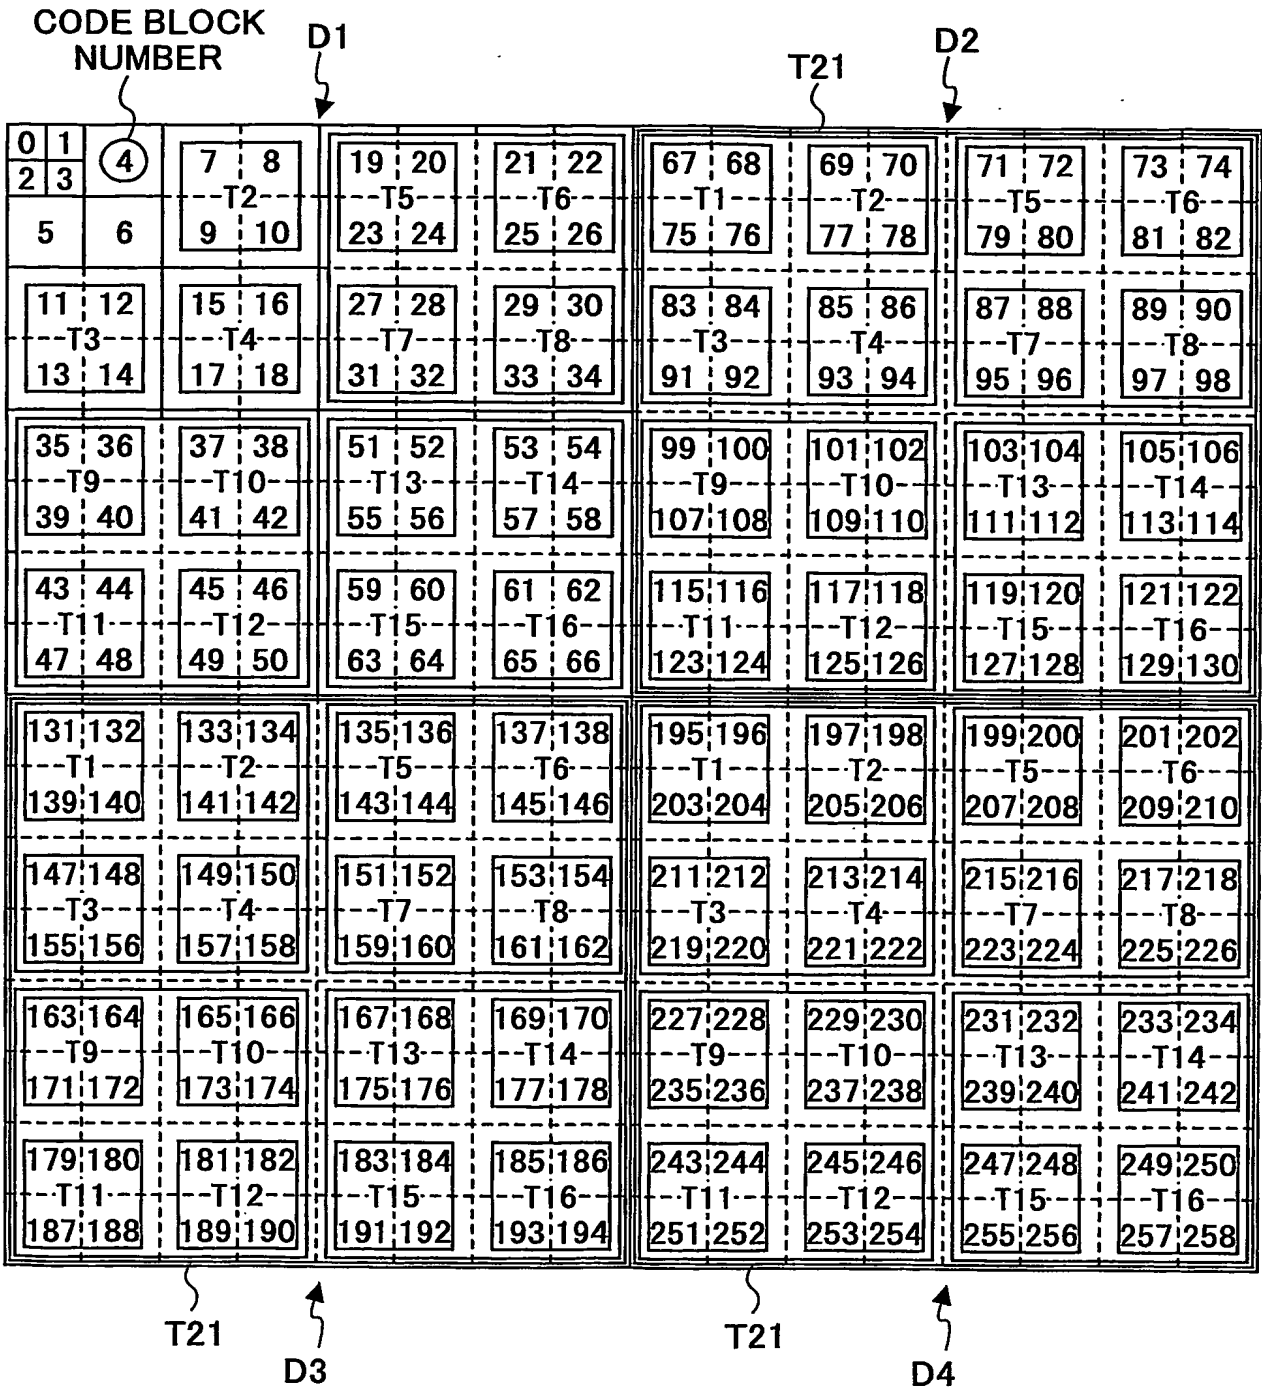 CODE BLOCK
NUMBER
D1
D2
T21
0 1 4 7 8 19 20 21 22 67 68 69 70 71 72 73 74
2 3 T2 T5 T6 T1 T2 T5 T6
5 6 9 10 23 24 25 26 75 76 77 78 79 80 81 82
11 12 15 16 27 28 29 30 83 84 85 86 87 88 89 90
T3 T4 T7 T8 T3 T4 T7 T8
13 14 17 18 31 32 33 34 91 92 93 94 95 96 97 98
35 36 37 38 51 52 53 54 99 100 101 102 103 104 105 106
T9 T10 T13 T14 T9 T10 T13 T14
39 40 41 42 55 56 57 58 107 108 109 110 111 112 113 114
43 44 45 46 59 60 61 62 115 116 117 118 119 120 121 122
T11 T12 T15 T16 T11 T12 T15 T16
47 48 49 50 63 64 65 66 123 124 125 126 127 128 129 130
131 132 133 134 135 136 137 138 195 196 197 198 199 200 201 202
T1 T2 T5 T6 T1 T2 T5 T6
139 140 141 142 143 144 145 146 203 204 205 206 207 208 209 210
147 148 149 150 151 152 153 154 211 212 213 214 215 216 217 218
T3 T4 T7 T8 T3 T4 T7 T8
155 156 157 158 159 160 161 162 219 220 221 222 223 224 225 226
163 164 165 166 167 168 169 170 227 228 229 230 231 232 233 234
T9 T10 T13 T14 T9 T10 T13 T14
171 172 173 174 175 176 177 178 235 236 237 238 239 240 241 242
179 180 181 182 183 184 185 186 243 244 245 246 247 248 249 250
T11 T12 T15 T16 T11 T12 T15 T16
187 188 189 190 191 192 193 194 251 252 253 254 255 256 257 258
T21
D3
T21
D4